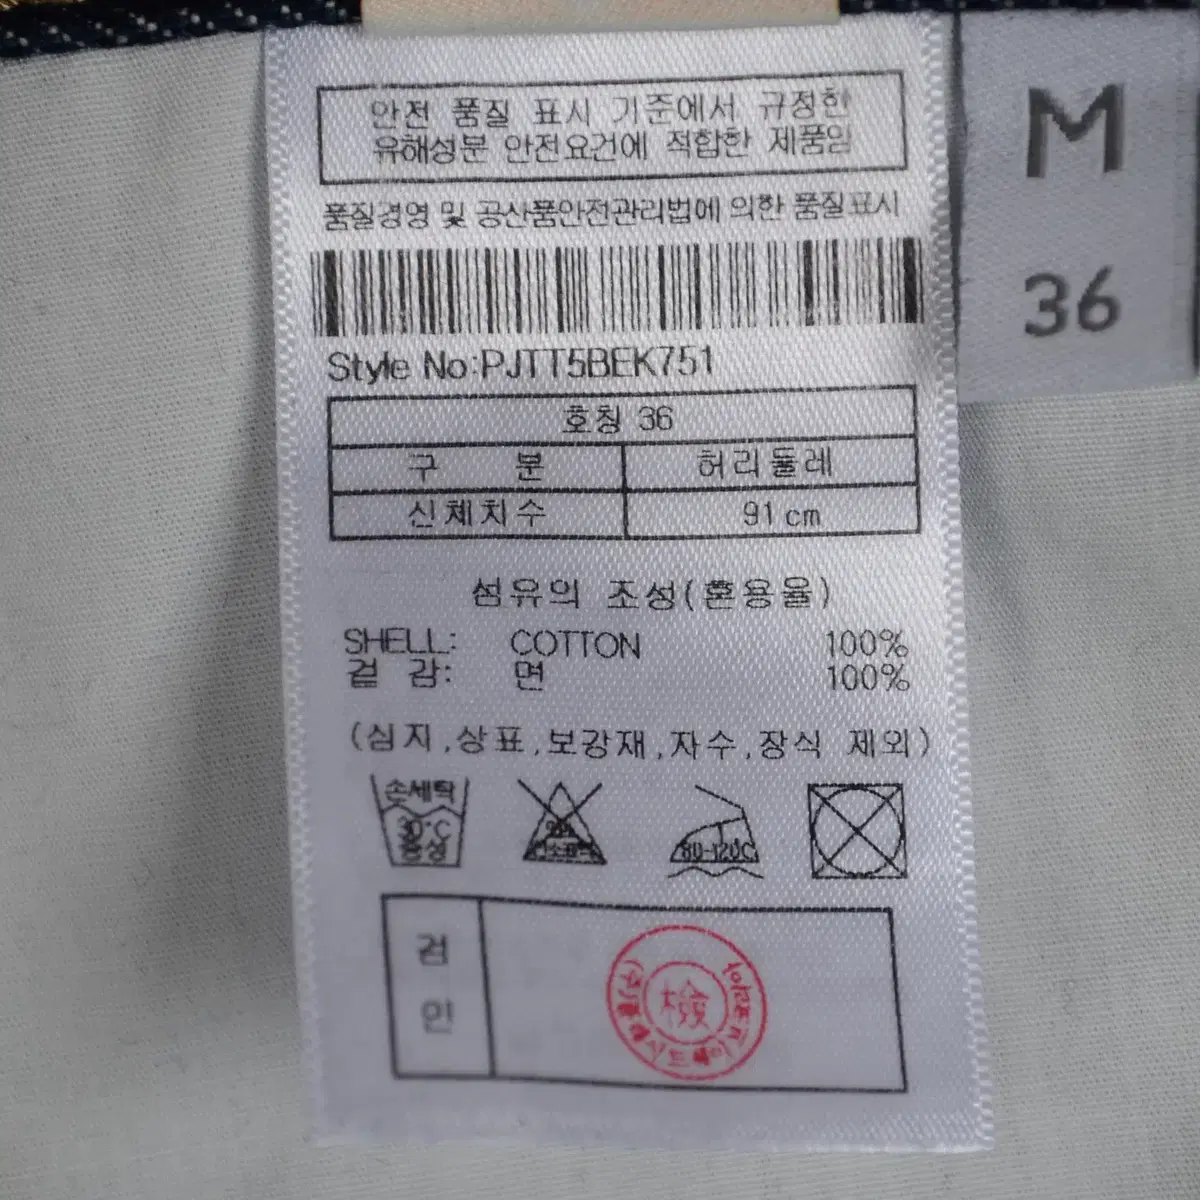 안전 품질 표시 기준에서 규정한
유해성분 안전요건에 적합한 제품임
품질경영 및 공산품안전관리법에 의한 품질표시
Style No:PJTT5BEK751
호칭 36
구 분 허리둘레
신체치수 91cm
섬유의 조성(혼용율)
SHELL: COTTON 100%
겉 감: 면 100%
(심지,상표,보강재,자수,장식 제외)
손세탁
30°C
중성
80-120C
검
인
檢
M
36